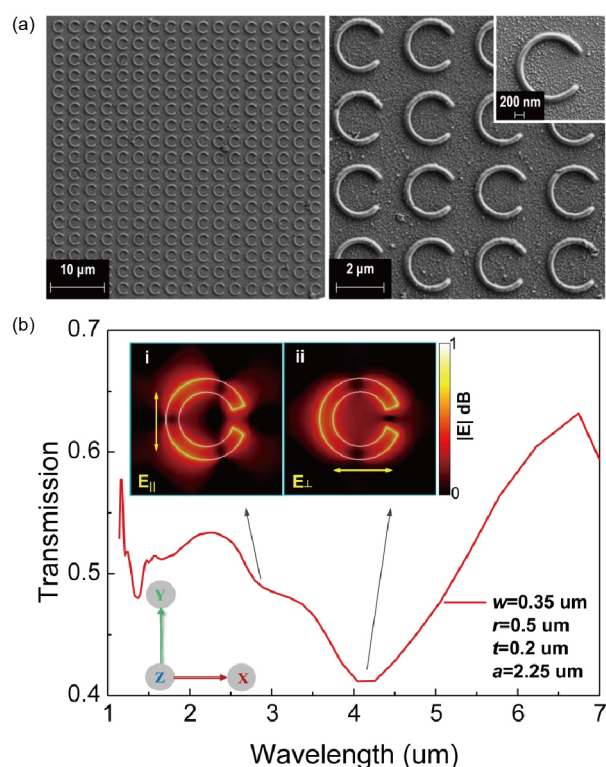 (a)
10 µm
2 µm
200 nm
(b)
0.7
0.6
0.5
0.4
Transmission
i
E||
ii
E⊥
1
0
|E| dB
Y
Z
X
w=0.35 um
r=0.5 um
t=0.2 um
a=2.25 um
1 2 3 4 5 6 7
Wavelength (um)